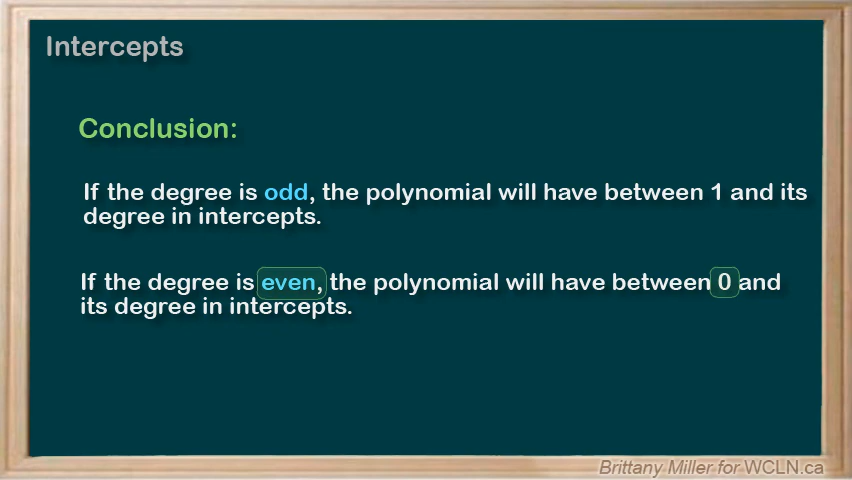 Intercepts
Conclusion:
If the degree is odd, the polynomial will have between 1 and its
degree in intercepts.
If the degree is even, the polynomial will have between 0 and
its degree in intercepts.
Brittany Miller for WCLN.ca